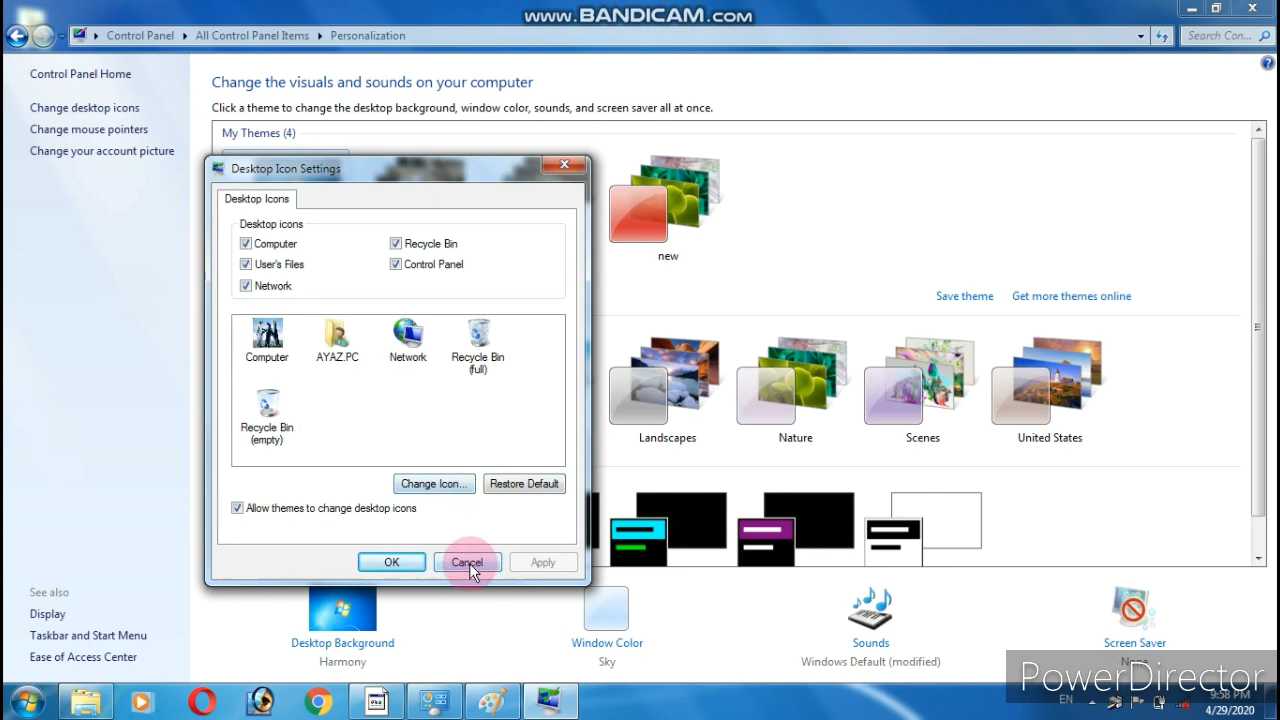 www.BANDICAM.com
Control Panel
All Control Panel Items
Personalization
Search Con...
Control Panel Home
Change desktop icons
Change mouse pointers
Change your account picture
Change the visuals and sounds on your computer
Click a theme to change the desktop background, window color, sounds, and screen saver all at once.
My Themes (4)
new
Save theme
Get more themes online
Landscapes
Nature
Scenes
United States
Desktop Icon Settings
Desktop Icons
Desktop icons
Computer
Recycle Bin
User's Files
Control Panel
Network
Computer
AYAZ.PC
Network
Recycle Bin
(full)
Recycle Bin
(empty)
Change Icon...
Restore Default
Allow themes to change desktop icons
OK
Cancel
Apply
See also
Display
Taskbar and Start Menu
Ease of Access Center
Desktop Background
Harmony
Window Color
Sky
Sounds
Windows Default (modified)
Screen Saver
None
PowerDirector
EN
9:58 PM
4/29/2020